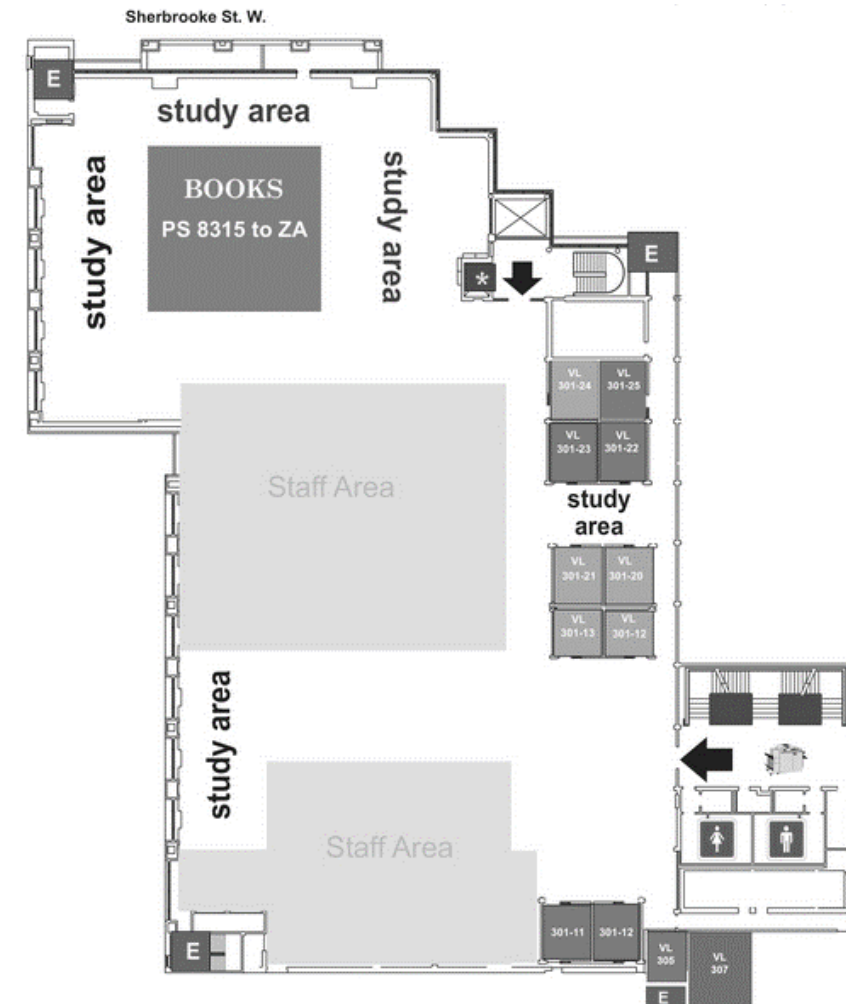 Sherbrooke St. W.
E
study area
study area
BOOKS
PS 8315 to ZA
study area
E
*
VL
301-24
VL
301-25
VL
301-23
VL
301-22
Staff Area
study
area
VL
301-21
VL
301-20
VL
301-13
VL
301-12
study area
Staff Area
E
301-11
301-12
VL
305
VL
307
E